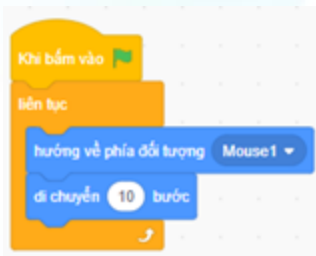 Khi bấm vào
liên tục
hướng về phía đối tượng Mouse1
di chuyển 10 bước